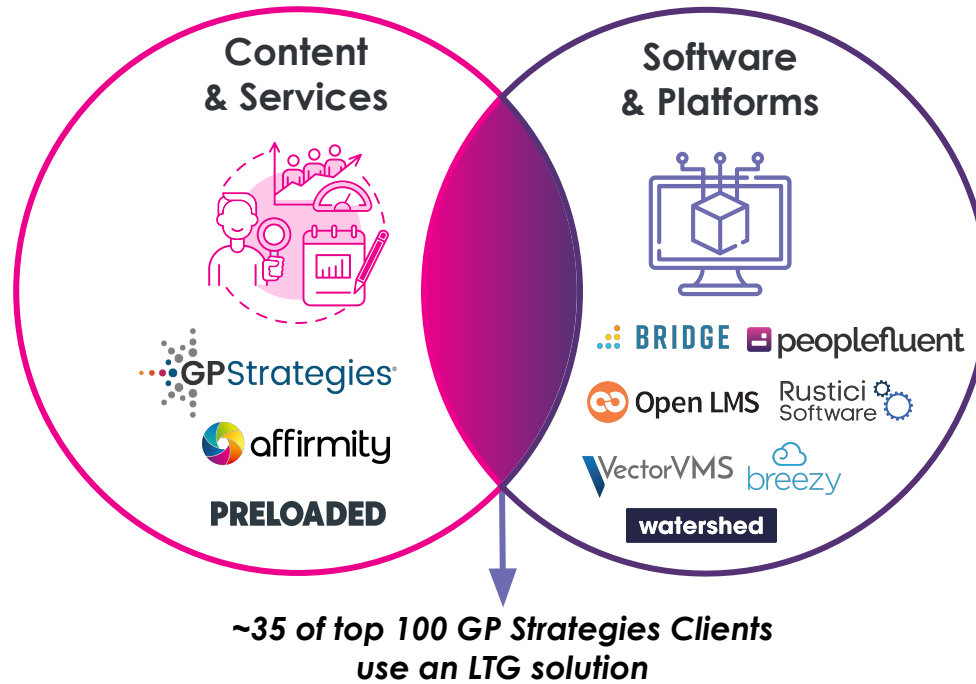 Content
& Services
Software
& Platforms
GPStrategies®
affirmity
PRELOADED
BRIDGE
peoplefluent
Open LMS
Rustici
Software
VectorVMS
breezy
watershed
~35 of top 100 GP Strategies Clients
use an LTG solution